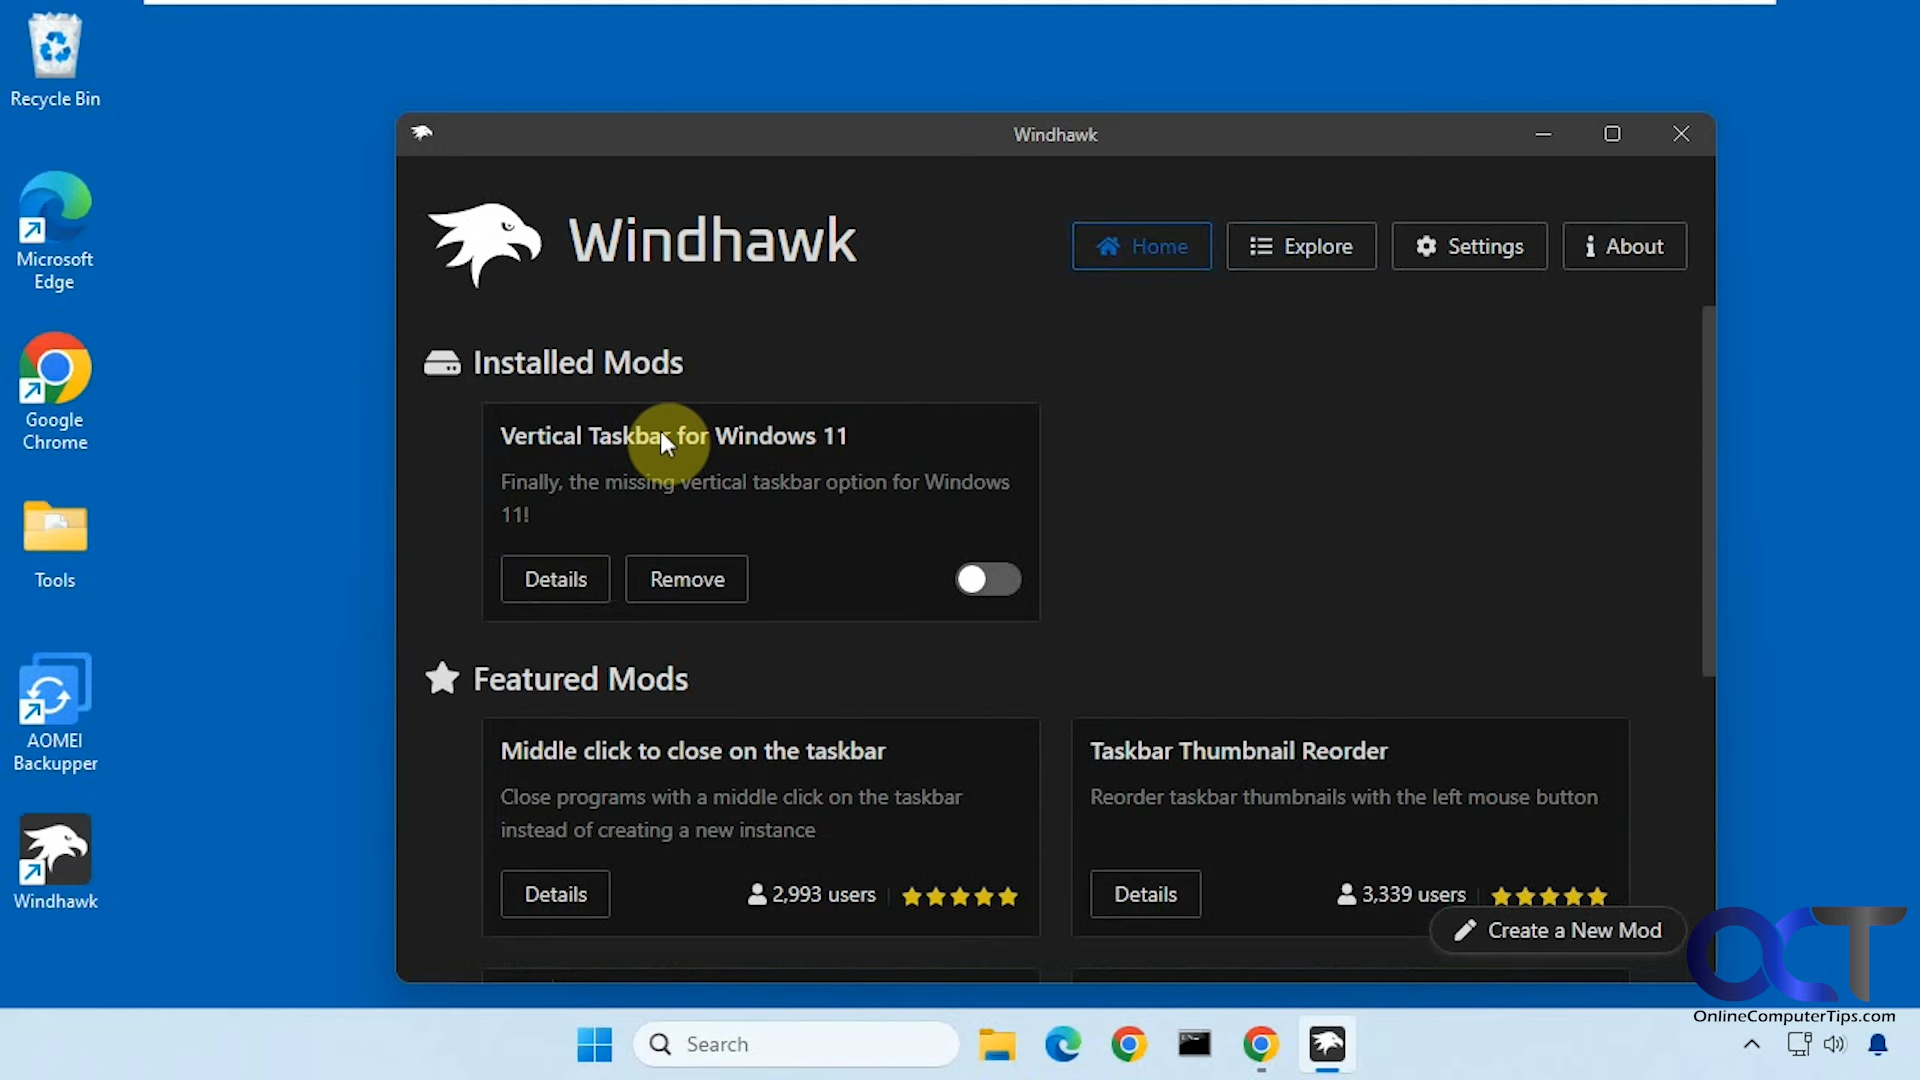 Recycle Bin
Microsoft
Edge
Google
Chrome
Tools
AOMEI
Backupper
Windhawk
Windhawk
Windhawk
Home
Explore
Settings
About
Installed Mods
Vertical Taskbar for Windows 11
Finally, the missing vertical taskbar option for Windows
11!
Details
Remove
Featured Mods
Middle click to close on the taskbar
Close programs with a middle click on the taskbar
instead of creating a new instance
Details
2,993 users
Taskbar Thumbnail Reorder
Reorder taskbar thumbnails with the left mouse button
Details
3,339 users
Create a New Mod
OCT
OnlineComputerTips.com
Search